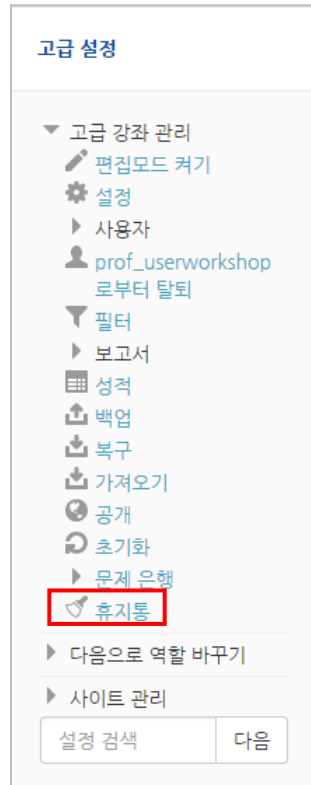 고급 설정
고급 강좌 관리
편집모드 켜기
설정
사용자
prof_userworkshop
로부터 탈퇴
필터
보고서
성적
백업
복구
가져오기
공개
초기화
문제 은행
휴지통
다음으로 역할 바꾸기
사이트 관리
설정 검색 다음